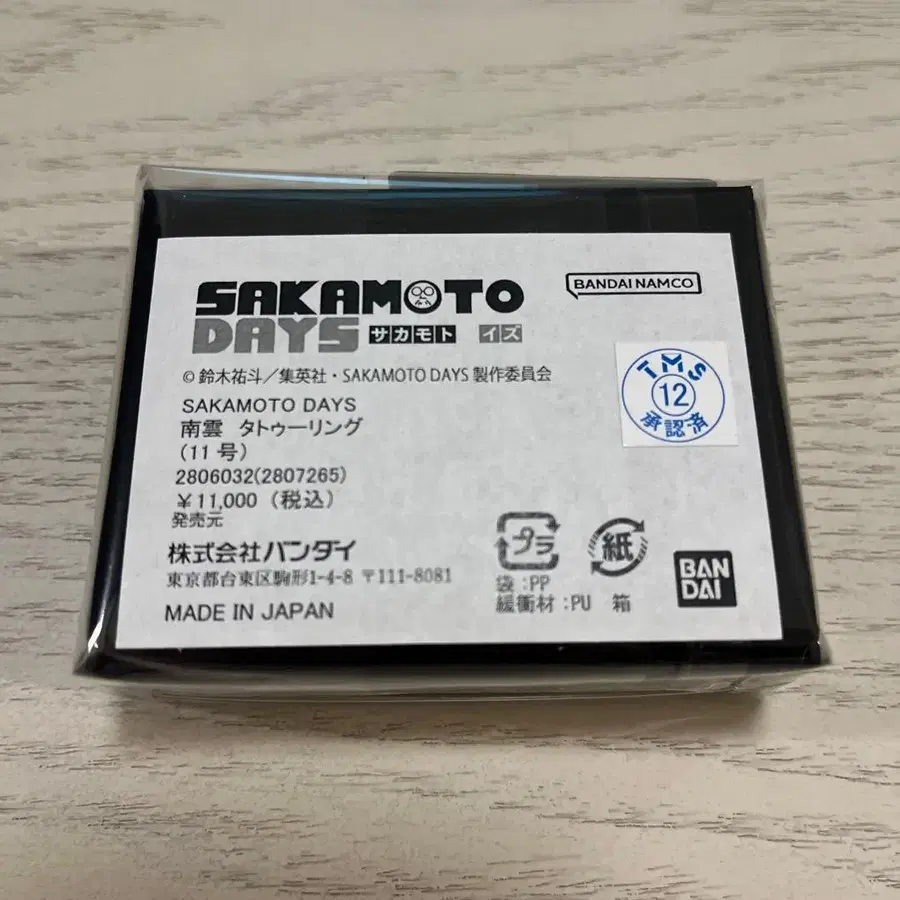 SAKAMOTO
DAYS サカモト イズ
BANDAI NAMCO
© 鈴木祐斗／集英社・SAKAMOTO DAYS 製作委員会
TMS
12
承認済
SAKAMOTO DAYS
南雲 タトゥーリング
（11 号）
2806032(2807265)
￥11,000（税込）
発売元
株式会社バンダイ
東京都台東区駒形1-4-8 〒111-8081
MADE IN JAPAN
プラ
紙
袋 :PP
緩衝材 :PU 箱
BAN
DAI